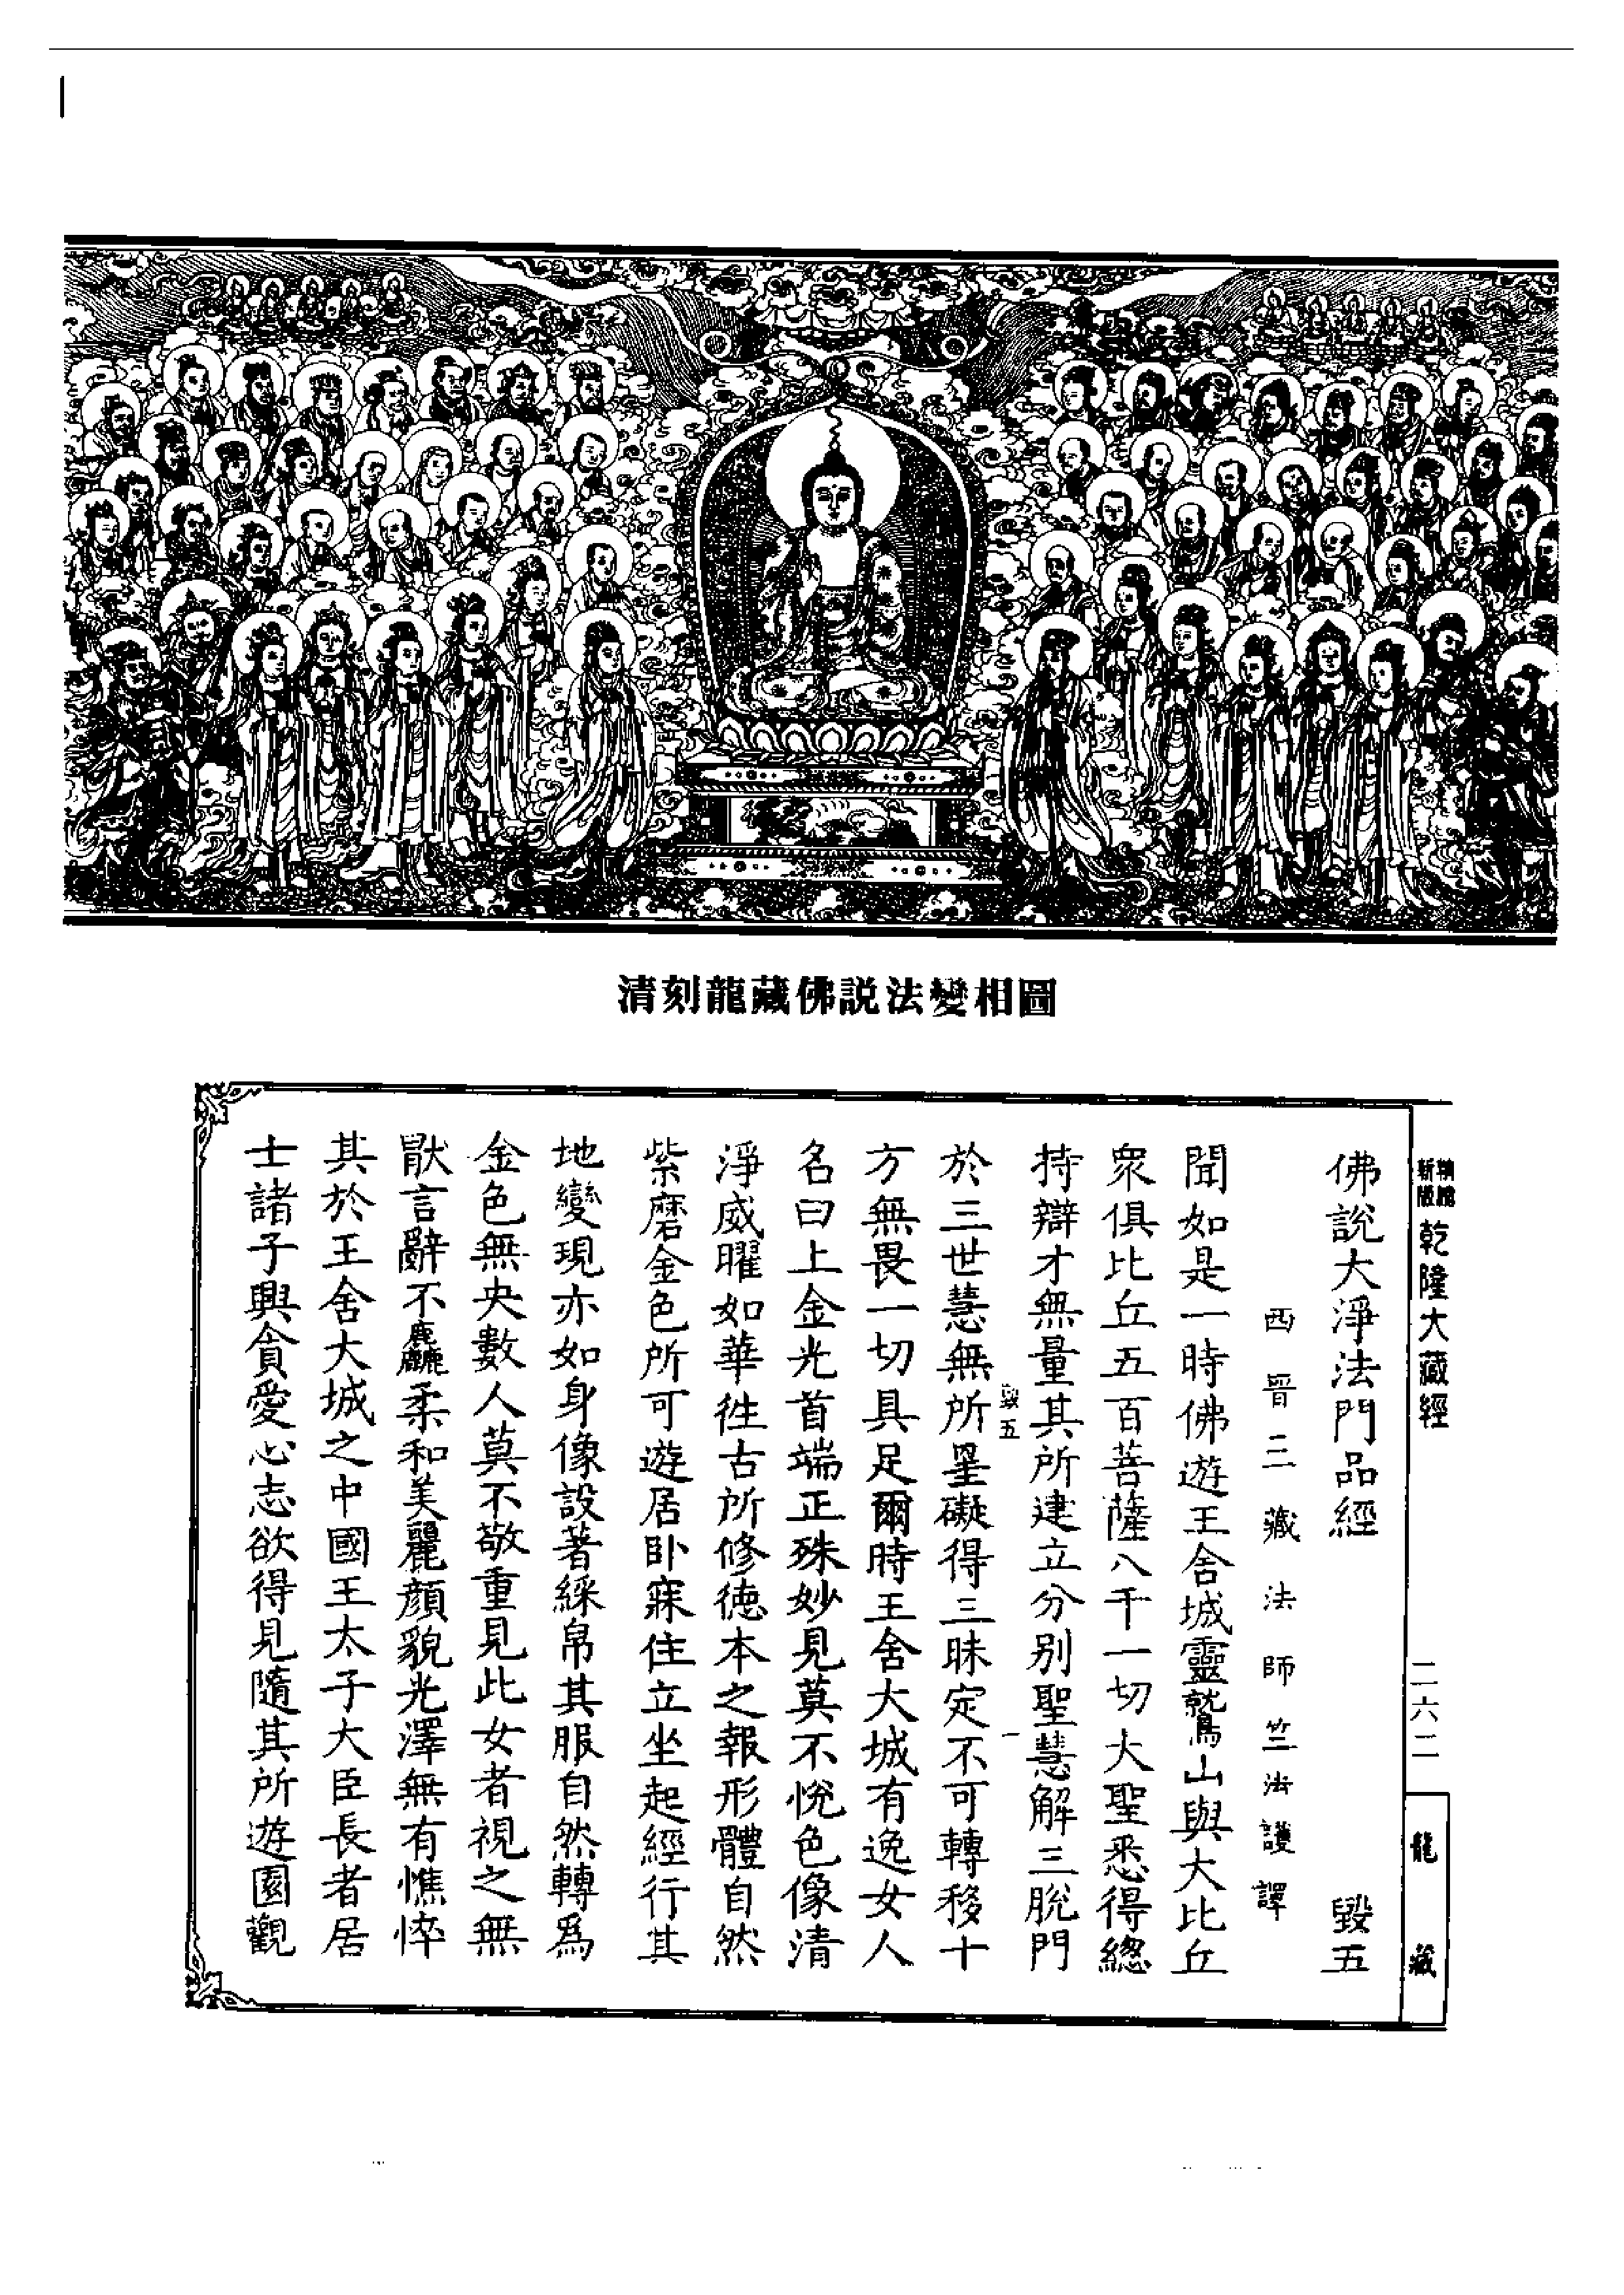 清刻龍藏佛説法變相圖
新版
乾隆大藏經
二六二
龍藏
佛說大淨法門品經 毀五
西晉三藏法師竺法護譯
聞如是一時佛遊王舍城靈鷲山與大比丘
衆俱比丘五百菩薩八千一切大聖悉得總
持辯才無量其所建立分别聖慧解三脫門
毀五 一
於三世慧無所罣礙得三昧定不可轉移十
方無畏一切具足爾時王舍大城有逸女人
名曰上金光首端正殊妙見莫不悅色像清
淨威曜如華徃古所修德本之報形體自然
紫磨金色所可遊居卧寐住立坐起經行其
地變現亦如身像設著綵帛其服自然轉爲
金色無央數人莫不敬重見此女者視之無
猒言辭不麤柔和美麗顔貌光澤無有憔悴
其於王舍大城之中國王太子大臣長者居
士諸子興貪愛心志欲得見隨其所遊園觀